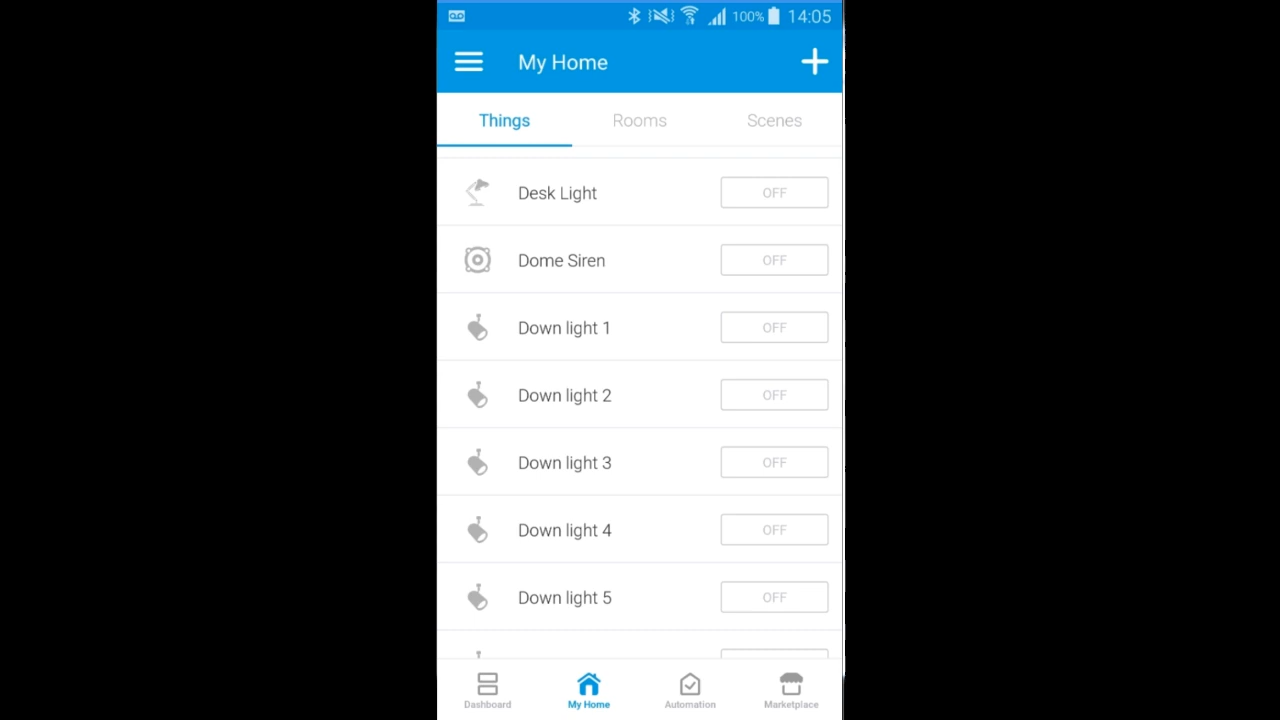 100% 14:05
My Home
Things Rooms Scenes
Desk Light OFF
Dome Siren OFF
Down light 1 OFF
Down light 2 OFF
Down light 3 OFF
Down light 4 OFF
Down light 5 OFF
Dashboard My Home Automation Marketplace